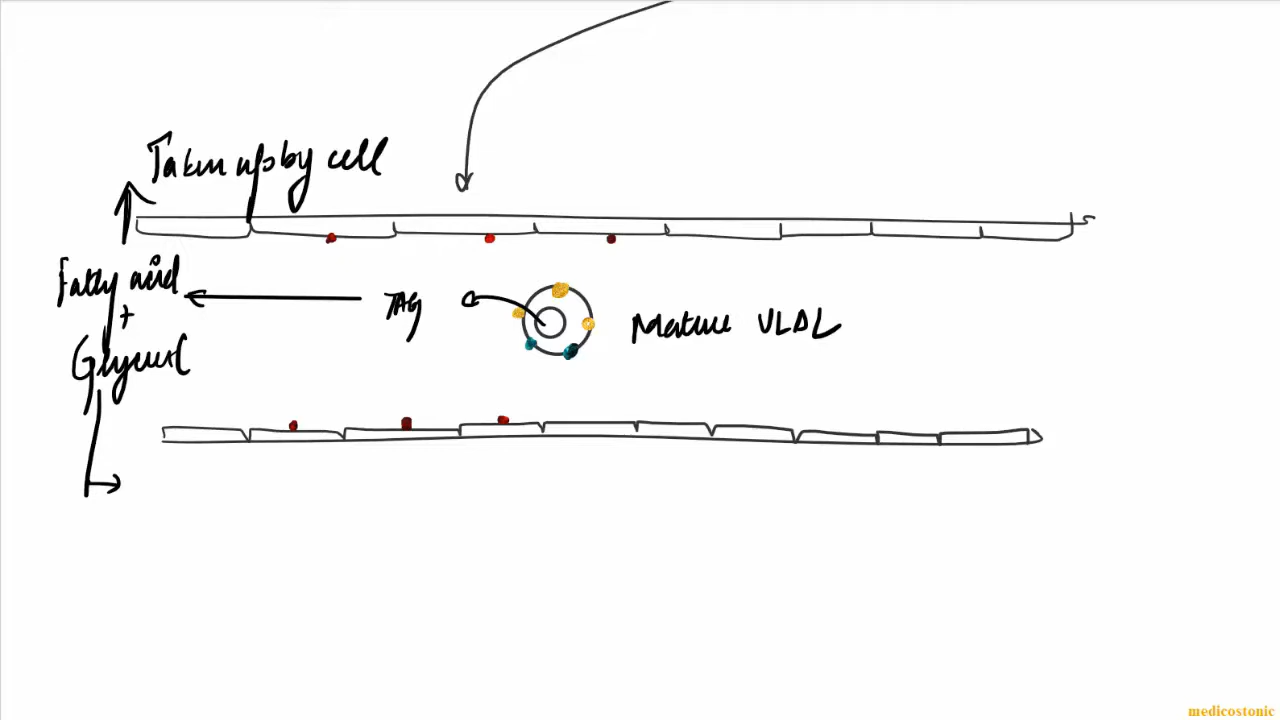 Taken up by cell
Fatty acid
+
Glycerol
TAG
Mature VLDL
medicostonic